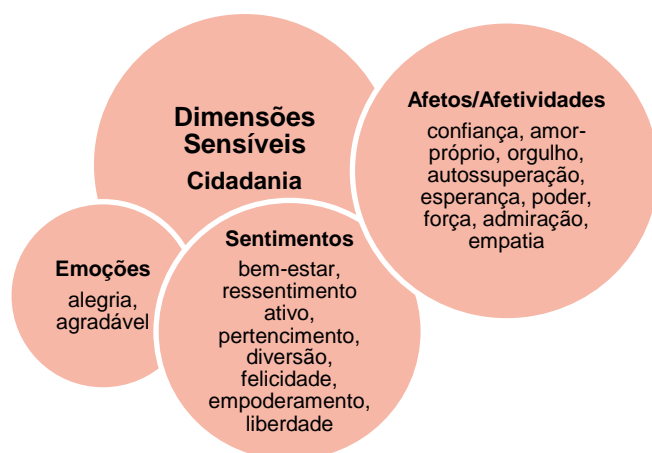 Dimensões
Sensíveis
Cidadania
Afetos/Afetividades
confiança, amor-
próprio, orgulho,
autossuperação,
esperança, poder,
força, admiração,
empatia
Emoções
alegria,
agradável
Sentimentos
bem-estar,
ressentimento
ativo,
pertencimento,
diversão,
felicidade,
empoderamento,
liberdade